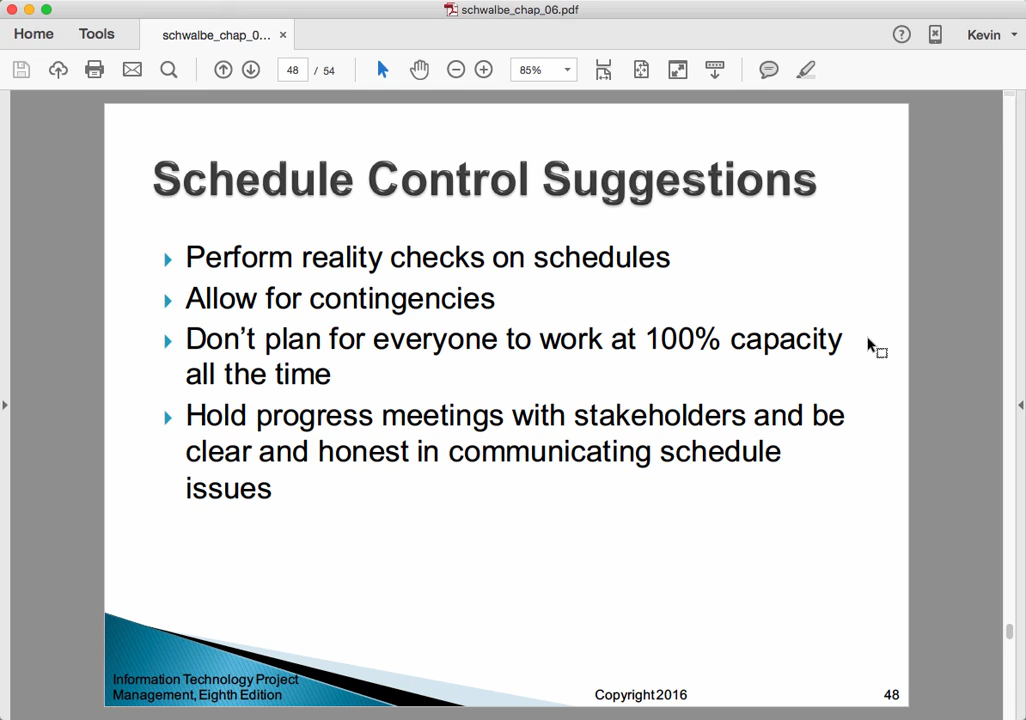 schwalbe_chap_06.pdf
Home Tools schwalbe_chap_0... × Kevin
48 / 54 85%
Schedule Control Suggestions
Perform reality checks on schedules
Allow for contingencies
Don’t plan for everyone to work at 100% capacity
all the time
Hold progress meetings with stakeholders and be
clear and honest in communicating schedule
issues
Information Technology Project
Management, Eighth Edition
Copyright 2016
48